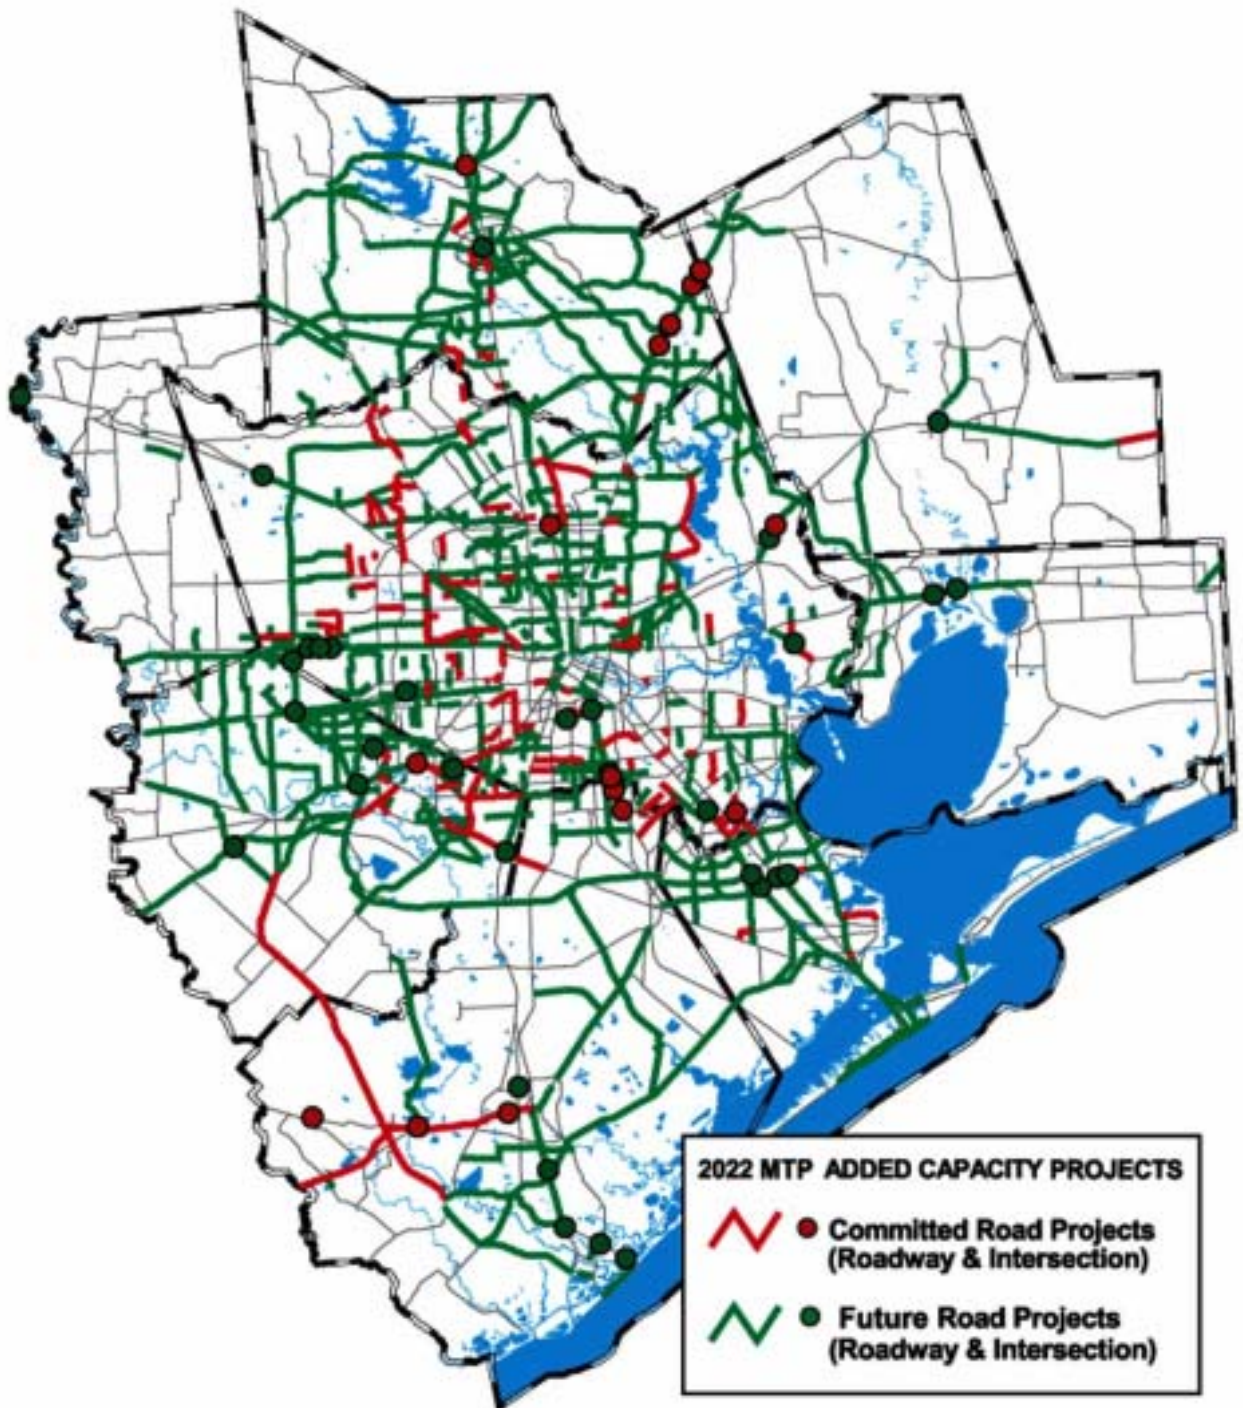 2022 MTP ADDED CAPACITY PROJECTS
Committed Road Projects
(Roadway & Intersection)
Future Road Projects
(Roadway & Intersection)